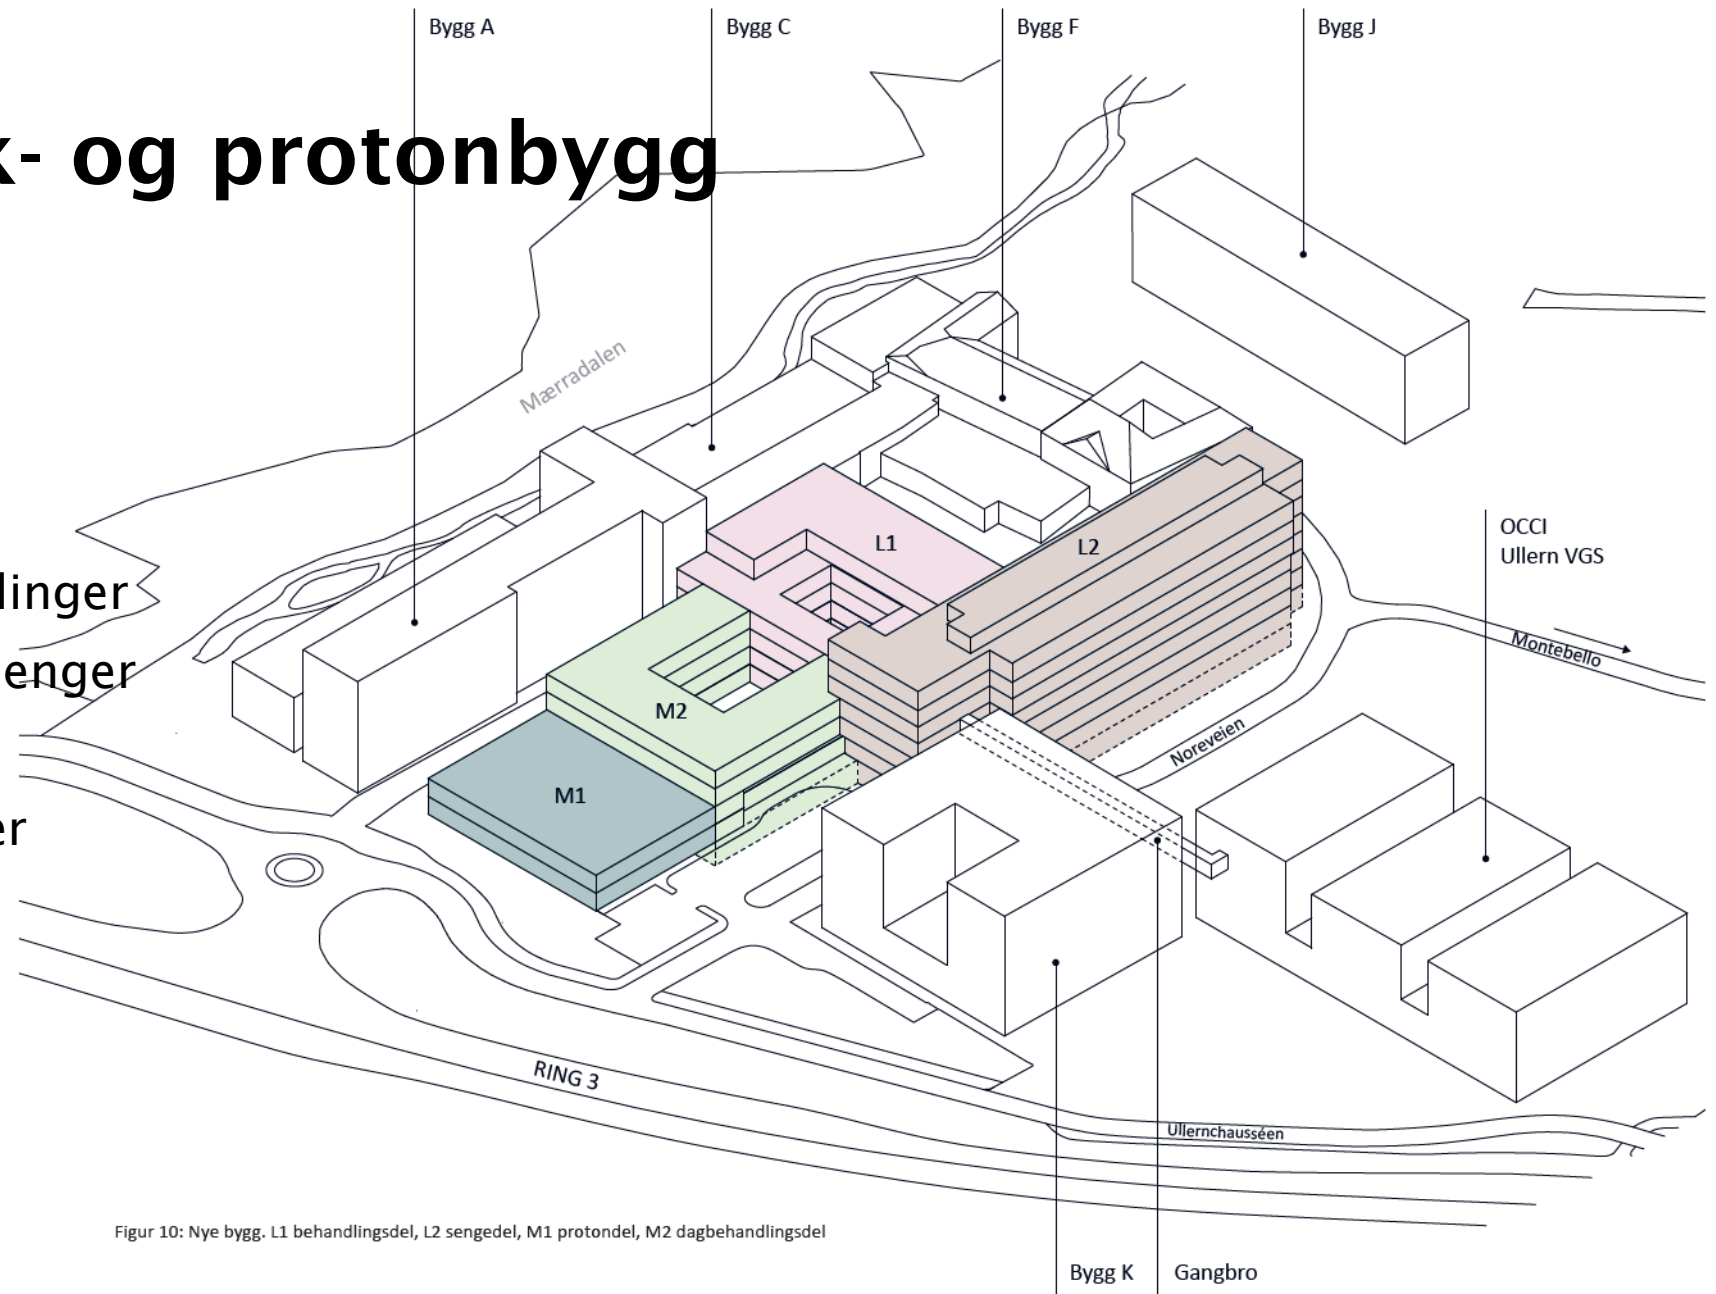 Bygg A
Bygg C
Bygg F
Bygg J
k- og protonbygg
Mærradalen
OCCI
Ullern VGS
L1
L2
linger
Montebello
enger
M2
Noreveien
M1
er
RING 3
Ullernchausséen
Figur 10: Nye bygg. L1 behandlingsdel, L2 sengedel, M1 protondel, M2 dagbehandlingsdel
Bygg K
Gangbro